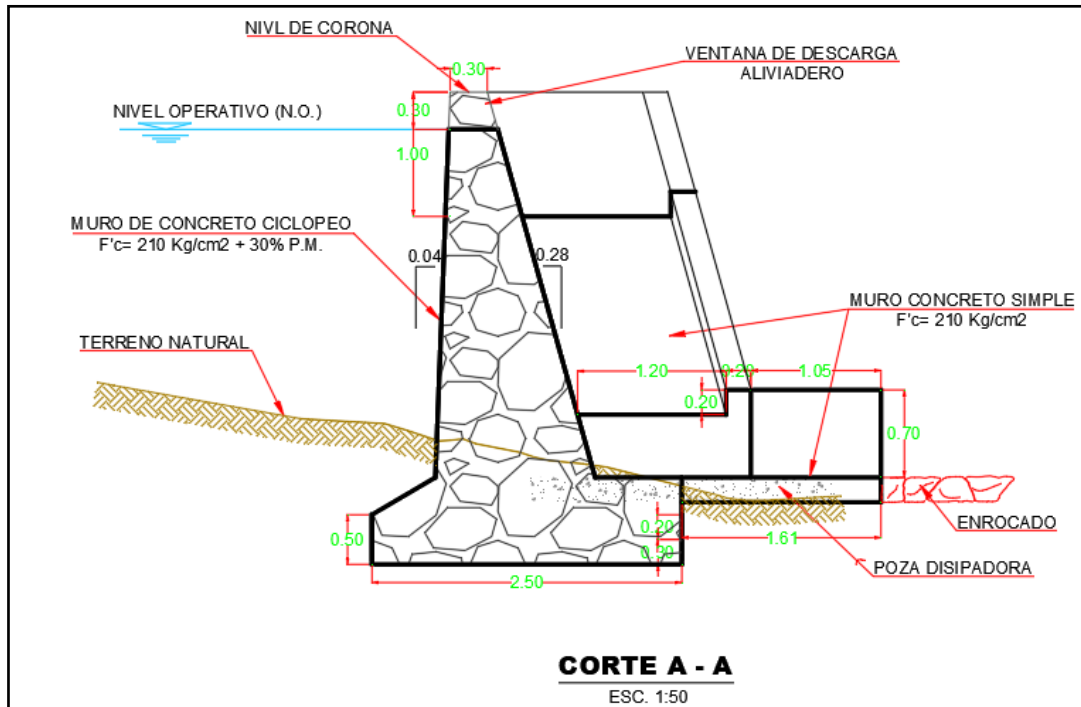 NIVL DE CORONA
VENTANA DE DESCARGA
ALIVIADERO
0.30
NIVEL OPERATIVO (N.O.)
0.30
1.00
MURO DE CONCRETO CICLOPEO
F'c= 210 Kg/cm2 + 30% P.M.
0.04
0.28
MURO CONCRETO SIMPLE
F'c= 210 Kg/cm2
TERRENO NATURAL
1.20
0.20
1.05
0.20
0.70
0.50
0.20
0.30
ENROCADO
1.61
POZA DISIPADORA
2.50
CORTE A - A
ESC. 1:50